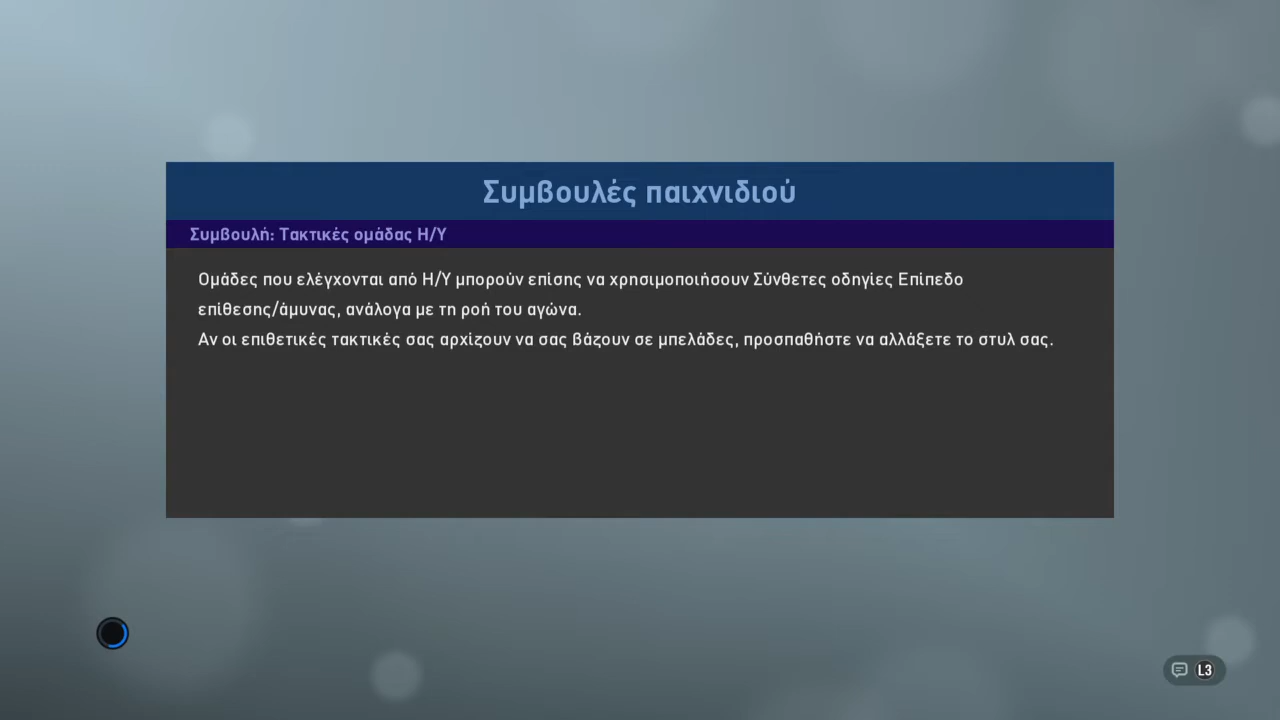 Συμβουλές παιχνιδιού
Συμβουλή: Τακτικές ομάδας Η/Υ
Ομάδες που ελέγχονται από Η/Υ μπορούν επίσης να χρησιμοποιήσουν Σύνθετες οδηγίες Επίπεδο
επίθεσης/άμυνας, ανάλογα με τη ροή του αγώνα.
Αν οι επιθετικές τακτικές σας αρχίζουν να σας βάζουν σε μπελάδες, προσπαθήστε να αλλάξετε το στυλ σας.
L3